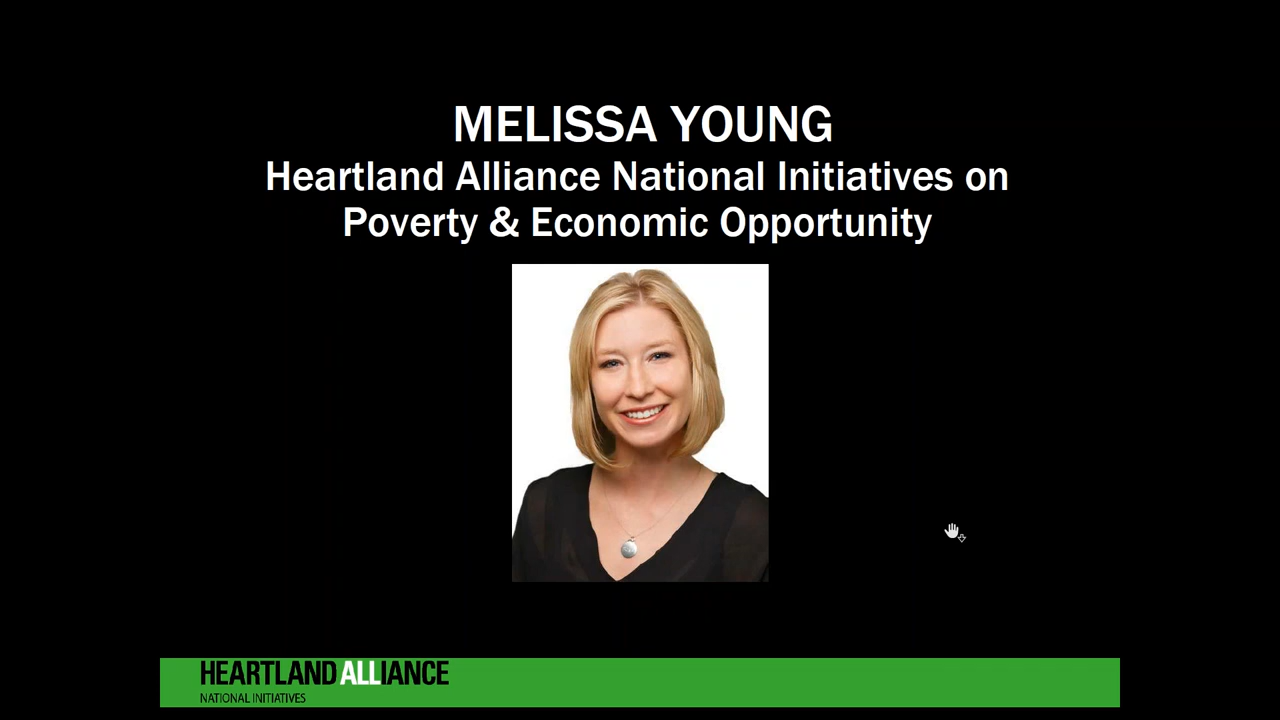 MELISSA YOUNG
Heartland Alliance National Initiatives on
Poverty & Economic Opportunity
HEARTLAND ALLIANCE
NATIONAL INITIATIVES